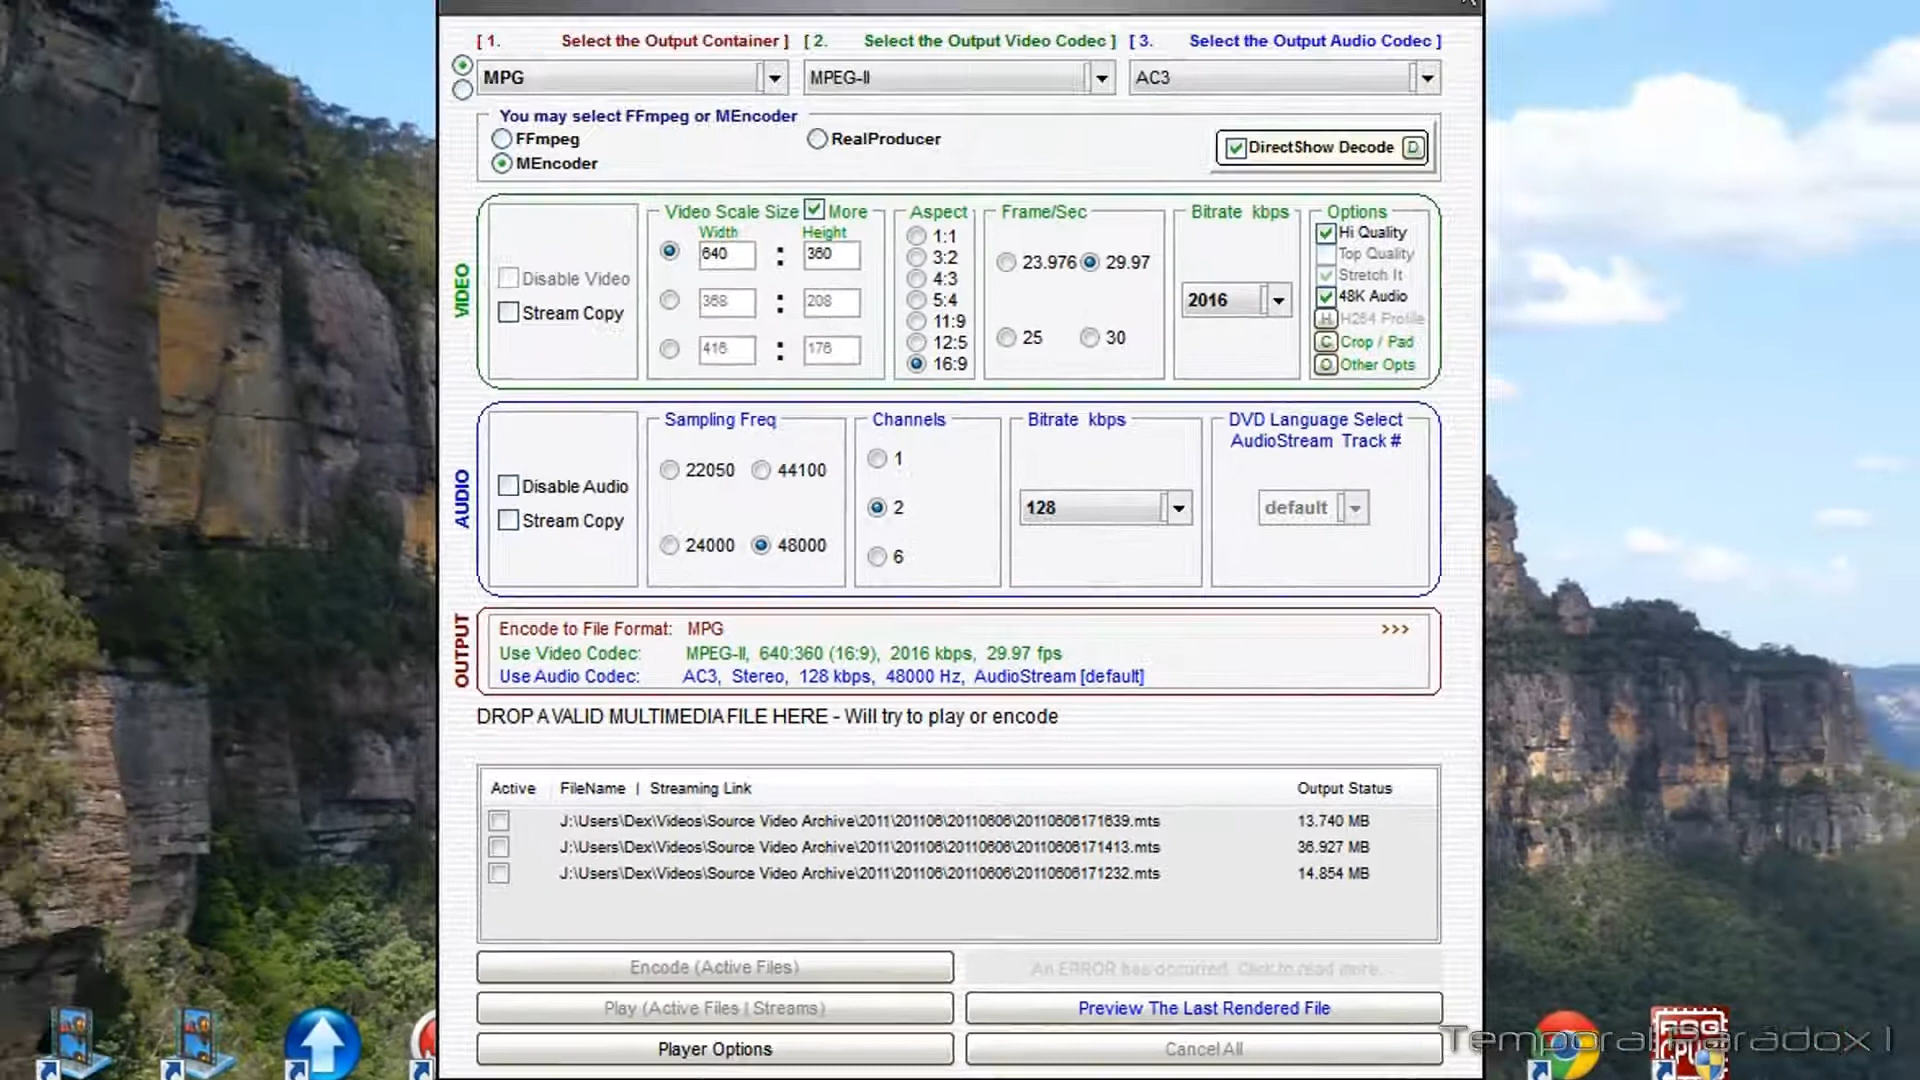 [ 1. Select the Output Container ] [ 2. Select the Output Video Codec ] [ 3. Select the Output Audio Codec ]
MPG MPEG-II AC3
You may select FFmpeg or MEncoder
FFmpeg RealProducer
MEncoder
DirectShow Decode D
VIDEO
Disable Video
Stream Copy
Video Scale Size More
Width Height
640 : 360
368 : 208
416 : 176
Aspect
1:1
3:2
4:3
5:4
11:9
12:5
16:9
Frame/Sec
23.976 29.97
25 30
Bitrate kbps
2016
Options
Hi Quality
Top Quality
Stretch It
48K Audio
H H264 Profile
C Crop / Pad
O Other Opts
AUDIO
Disable Audio
Stream Copy
Sampling Freq
22050 44100
24000 48000
Channels
1
2
6
Bitrate kbps
128
DVD Language Select
AudioStream Track #
default
OUTPUT
Encode to File Format: MPG >>>
Use Video Codec: MPEG-II, 640:360 (16:9), 2016 kbps, 29.97 fps
Use Audio Codec: AC3, Stereo, 128 kbps, 48000 Hz, AudioStream [default]
DROP A VALID MULTIMEDIA FILE HERE - Will try to play or encode
Active FileName | Streaming Link Output Status
J:\Users\Dex\Videos\Source Video Archive\2011\201106\20110606\20110606171639.mts 13.740 MB
J:\Users\Dex\Videos\Source Video Archive\2011\201106\20110606\20110606171413.mts 36.927 MB
J:\Users\Dex\Videos\Source Video Archive\2011\201106\20110606\20110606171232.mts 14.854 MB
Encode (Active Files) An ERROR has occurred. Click to read more...
Play (Active Files | Streams) Preview The Last Rendered File
Player Options Cancel All
Temporal Paradox I
CPU